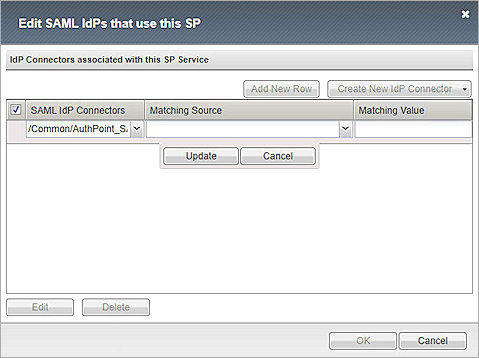 Edit SAML IdPs that use this SP
IdP Connectors associated with this SP Service
Add New Row Create New IdP Connector
SAML IdP Connectors Matching Source Matching Value
/Common/AuthPoint_S
Update Cancel
Edit Delete
OK Cancel